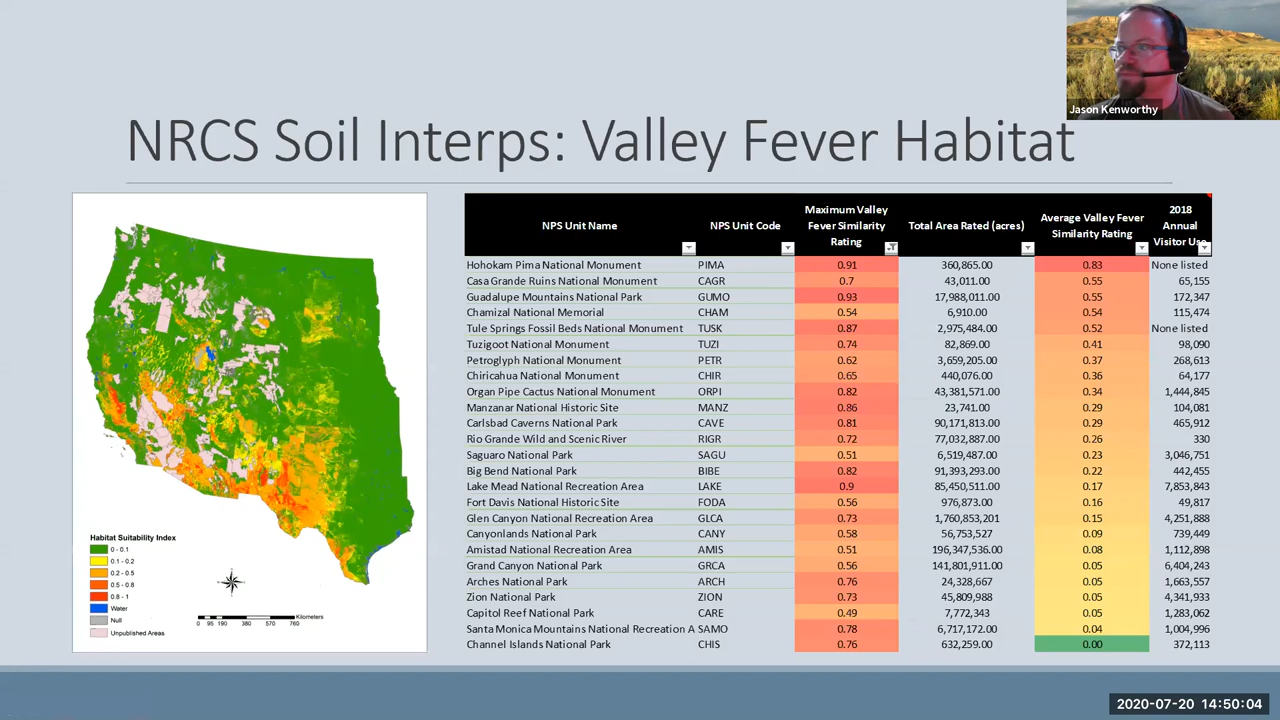 Jason Kenworthy
NRCS Soil Interps: Valley Fever Habitat
Habitat Suitability Index
0 - 0.1
0.1 - 0.2
0.2 - 0.5
0.5 - 0.8
0.8 - 1
Water
Null
Unpublished Areas
Kilometers
0 95 190 380 570 760
NPS Unit Name NPS Unit Code Maximum Valley Fever Similarity Rating Total Area Rated (acres) Average Valley Fever Similarity Rating 2018 Annual Visitor Use
Hohokam Pima National Monument PIMA 0.91 360,865.00 0.83 None listed
Casa Grande Ruins National Monument CAGR 0.7 43,011.00 0.55 65,155
Guadalupe Mountains National Park GUMO 0.93 17,988,011.00 0.55 172,347
Chamizal National Memorial CHAM 0.54 6,910.00 0.54 115,474
Tule Springs Fossil Beds National Monument TUSK 0.87 2,975,484.00 0.52 None listed
Tuzigoot National Monument TUZI 0.74 82,869.00 0.41 98,090
Petroglyph National Monument PETR 0.62 3,659,205.00 0.37 268,613
Chiricahua National Monument CHIR 0.65 440,076.00 0.36 64,177
Organ Pipe Cactus National Monument ORPI 0.82 43,381,571.00 0.34 1,444,845
Manzanar National Historic Site MANZ 0.86 23,741.00 0.29 104,081
Carlsbad Caverns National Park CAVE 0.81 90,171,813.00 0.29 465,912
Rio Grande Wild and Scenic River RIGR 0.72 77,032,887.00 0.26 330
Saguaro National Park SAGU 0.51 6,519,487.00 0.23 3,046,751
Big Bend National Park BIBE 0.82 91,393,293.00 0.22 442,455
Lake Mead National Recreation Area LAKE 0.9 85,450,511.00 0.17 7,853,843
Fort Davis National Historic Site FODA 0.56 976,873.00 0.16 49,817
Glen Canyon National Recreation Area GLCA 0.73 1,760,853,201 0.15 4,251,888
Canyonlands National Park CANY 0.58 56,753,527 0.09 739,449
Amistad National Recreation Area AMIS 0.51 196,347,536.00 0.08 1,112,898
Grand Canyon National Park GRCA 0.56 141,801,911.00 0.05 6,404,243
Arches National Park ARCH 0.76 24,328,667 0.05 1,663,557
Zion National Park ZION 0.73 45,809,988 0.05 4,341,933
Capitol Reef National Park CARE 0.49 7,772,343 0.05 1,283,062
Santa Monica Mountains National Recreation A SAMO 0.78 6,717,172.00 0.04 1,004,996
Channel Islands National Park CHIS 0.76 632,259.00 0.00 372,113
2020-07-20 14:50:04